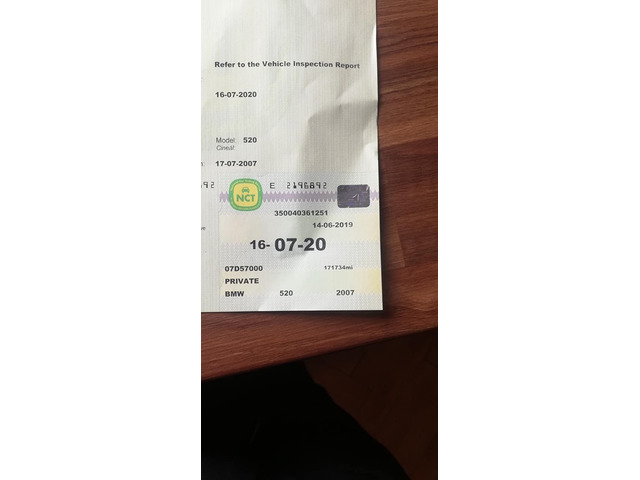 Refer to the Vehicle Inspection Report
16-07-2020
Model: 520
Cineál
17-07-2007
E 2196892
NCT
350040361251
14-06-2019
16- 07-20
07D57000 171734mi
PRIVATE
BMW 520 2007